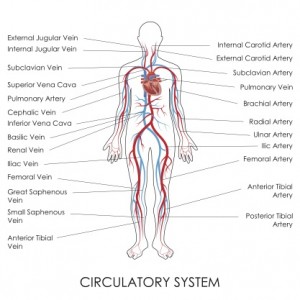 External Jugular Vein
Internal Jugular Vein
Subclavian Vein
Superior Vena Cava
Pulmonary Artery
Cephalic Vein
Inferior Vena Cava
Basilic Vein
Renal Vein
Iliac Vein
Femoral Vein
Great Saphenous
Vein
Small Saphenous
Vein
Anterior Tibial
Vein
Internal Carotid Artery
External Carotid Artery
Subclavian Artery
Pulmonary Vein
Brachial Artery
Radial Artery
Ulnar Artery
Ilic Artery
Femoral Artery
Anterior Tibial
Artery
Posterior Tibial
Artery
CIRCULATORY SYSTEM